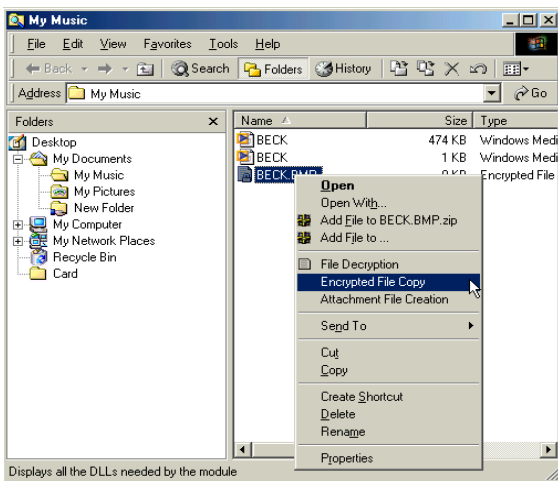 My Music
File Edit View Favorites Tools Help
Back Search Folders History
Address My Music Go
Folders
Desktop
My Documents
My Music
My Pictures
New Folder
My Computer
My Network Places
Recycle Bin
Card
Name Size Type
BECK 474 KB Windows Medi
BECK 1 KB Windows Medi
BECK.BMP KB Encrypted File
Open
Open With...
Add File to BECK.BMP.zip
Add File to ...
File Decryption
Encrypted File Copy
Attachment File Creation
Send To
Cut
Copy
Create Shortcut
Delete
Rename
Properties
Displays all the DLLs needed by the module